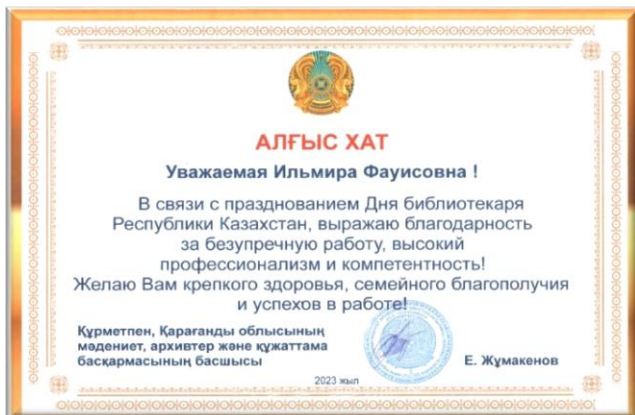 АЛҒЫС ХАТ
Уважаемая Ильмира Фауисовна !
В связи с празднованием Дня библиотекаря
Республики Казахстан, выражаю благодарность
за безупречную работу, высокий
профессионализм и компетентность!
Желаю Вам крепкого здоровья, семейного благополучия
и успехов в работе!
Құрметпен, Қарағанды облысының
мәдениет, архивтер және құжаттама
басқармасының басшысы
Е. Жұмакенов
2023 жыл